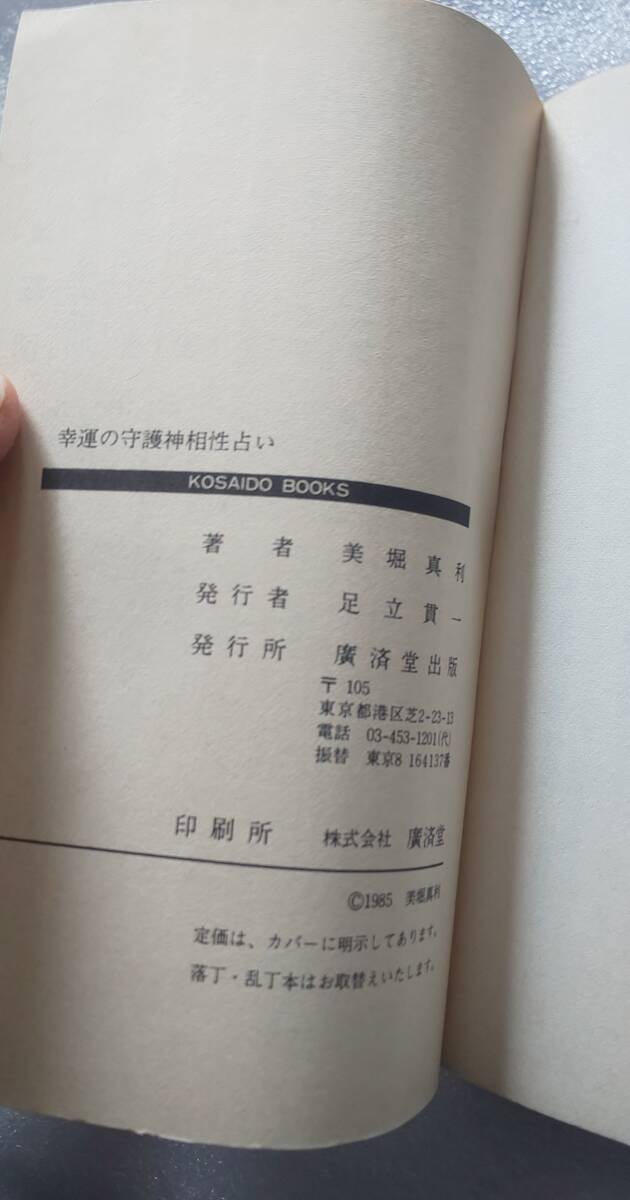 幸運の守護神相性占い
KOSAIDO BOOKS
著者 美堀真利
発行者 足立貫一
発行所 廣済堂出版
〒105
東京都港区芝2-23-13
電話 03-453-1201(代)
振替 東京8 164137番
印刷所 株式会社 廣済堂
©1985 美堀真利
定価は、カバーに明示してあります。
落丁・乱丁本はお取替えいたします。